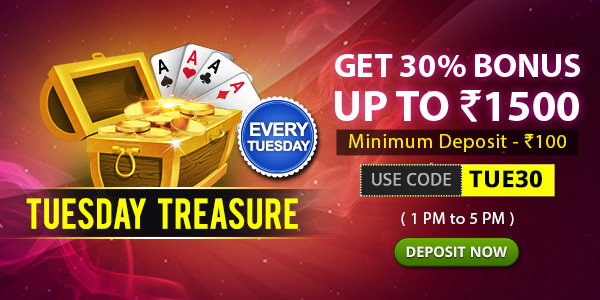 A A A A
EVERY
TUESDAY
TUESDAY TREASURE
GET 30% BONUS
UP TO ₹1500
Minimum Deposit - ₹100
USE CODE TUE30
( 1 PM to 5 PM )
DEPOSIT NOW